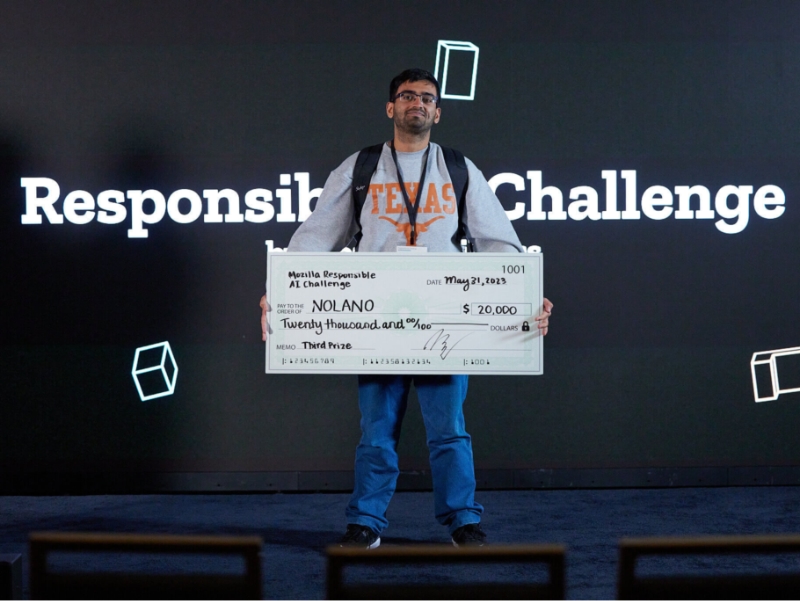 Responsi Challenge
TEXAS
1001
Mozilla Responsible
AI Challenge
DATE May 31, 2023
PAY TO THE
ORDER OF NOLANO $ 20,000
Twenty thousand and 00/100 DOLLARS
MEMO Third Prize